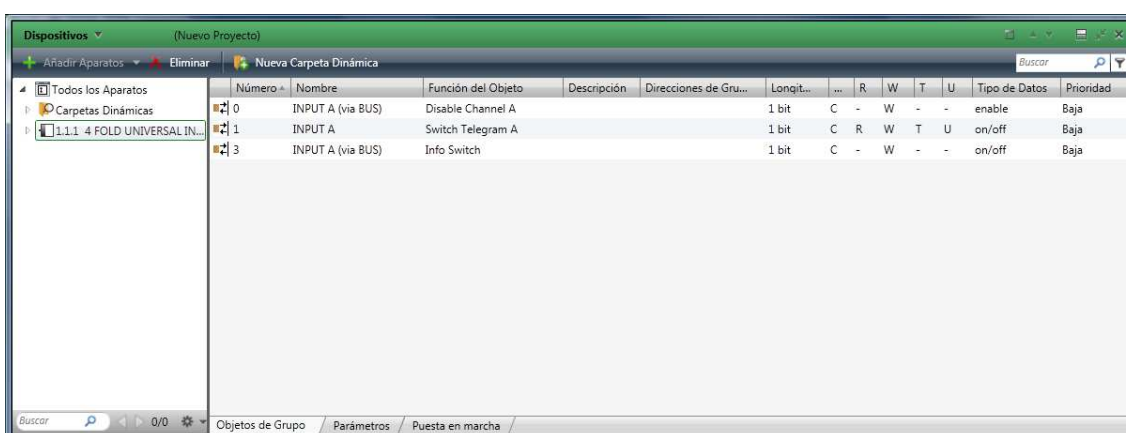 Dispositivos (Nuevo Proyecto)
Añadir Aparatos Eliminar Nueva Carpeta Dinámica Buscar
Todos los Aparatos
Carpetas Dinámicas
1.1.1 4 FOLD UNIVERSAL IN...
Número Nombre Función del Objeto Descripción Direcciones de Gru... Longit... ... R W T U Tipo de Datos Prioridad
0 INPUT A (via BUS) Disable Channel A 1 bit C - W - - enable Baja
1 INPUT A Switch Telegram A 1 bit C R W T U on/off Baja
3 INPUT A (via BUS) Info Switch 1 bit C - W - - on/off Baja
Buscar 0/0 Objetos de Grupo Parámetros Puesta en marcha